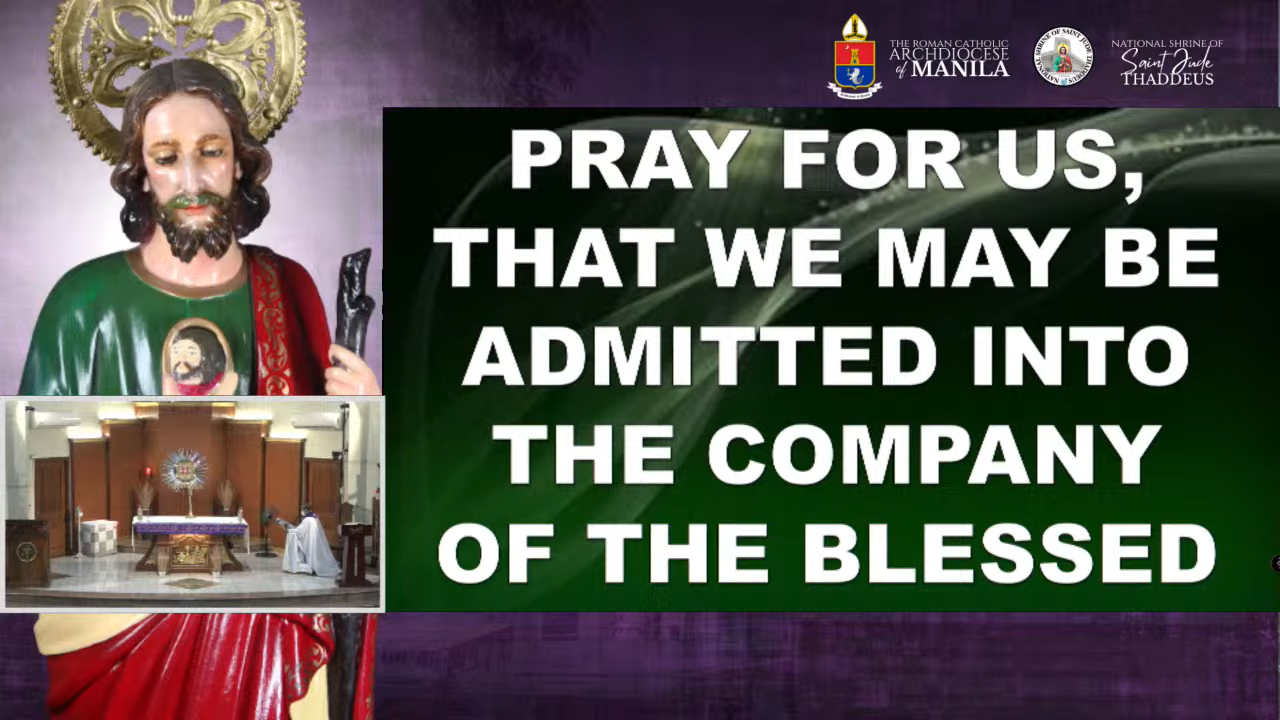 THE ROMAN CATHOLIC
ARCHDIOCESE
of MANILA
NATIONAL SHRINE OF
Saint Jude
THADDEUS
PRAY FOR US,
THAT WE MAY BE
ADMITTED INTO
THE COMPANY
OF THE BLESSED